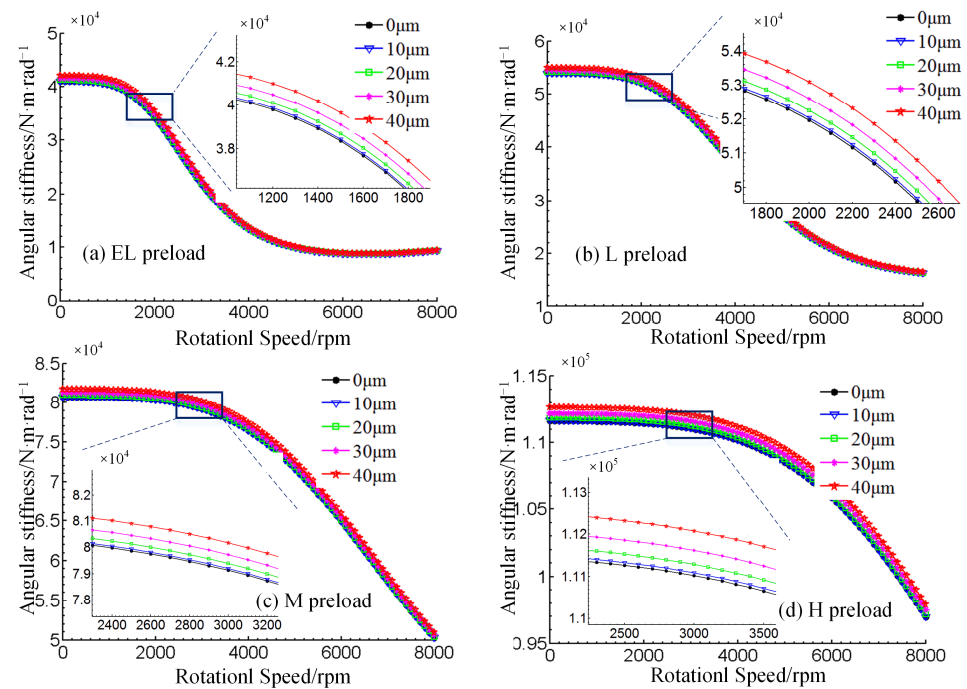 ×10⁴
0μm
10μm
20μm
30μm
40μm
5
4
3
2
1
0
Angular stiffness/N·m·rad⁻¹
×10⁴
4.2
4
3.8
1200
1400
1600
1800
(a) EL preload
0
2000
4000
6000
8000
Rotationl Speed/rpm
×10⁴
0μm
10μm
20μm
30μm
40μm
6
5
4
3
2
1
Angular stiffness/N·m·rad⁻¹
×10⁴
5.4
5.3
5.2
5.1
5
1800
2000
2200
2400
2600
(b) L preload
0
2000
4000
6000
8000
Rotationl Speed/rpm
×10⁴
0μm
10μm
20μm
30μm
40μm
8.5
8
75
7
6.5
6
5.5
5
Angular stiffness/N·m·rad⁻¹
×10⁴
8.2
8.1
8
7.9
7.8
2400
2600
2800
3000
3200
(c) M preload
0
2000
4000
6000
8000
Rotationl Speed/rpm
×10⁵
0μm
10μm
20μm
30μm
40μm
1.15
1.1
1.05
1
3.95
Angular stiffness/N·m·rad⁻¹
×10⁵
1.13
1.12
1.11
1.1
2500
3000
3500
(d) H preload
0
2000
4000
6000
8000
Rotationl Speed/rpm